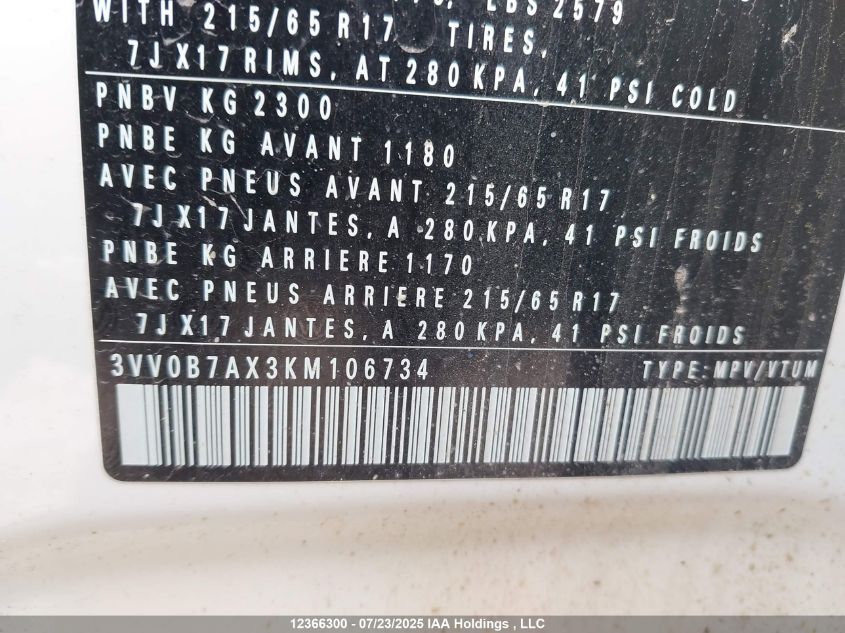 LBS 2579
WITH 215/65 R17 TIRES,
7J X17 RIMS, AT 280 KPA, 41 PSI COLD
PNBV KG 2300
PNBE KG AVANT 1180
AVEC PNEUS AVANT 215/65 R17
7J X17 JANTES, A 280 KPA, 41 PSI FROIDS
PNBE KG ARRIERE 1170
AVEC PNEUS ARRIERE 215/65 R17
7J X17 JANTES, A 280 KPA, 41 PSI FROIDS
3VV0B7AX3KM106734 TYPE:MPV/VTUM
12366300 - 07/23/2025 IAA Holdings , LLC